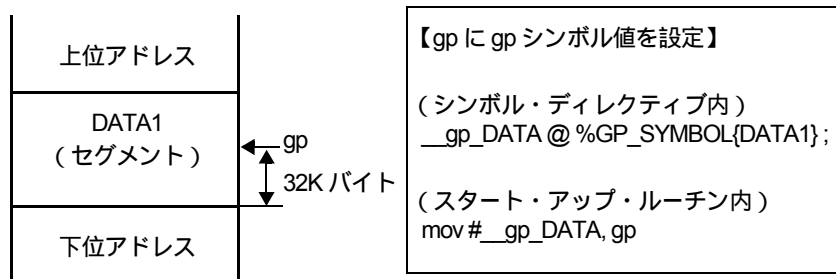 上位アドレス
DATA1
(セグメント)
gp
32Kバイト
下位アドレス
【gp に gp シンボル値を設定】
(シンボル・ディレクティブ内)
__gp_DATA @ %GP_SYMBOL{DATA1} ;
(スタート・アップ・ルーチン内)
mov #__gp_DATA, gp